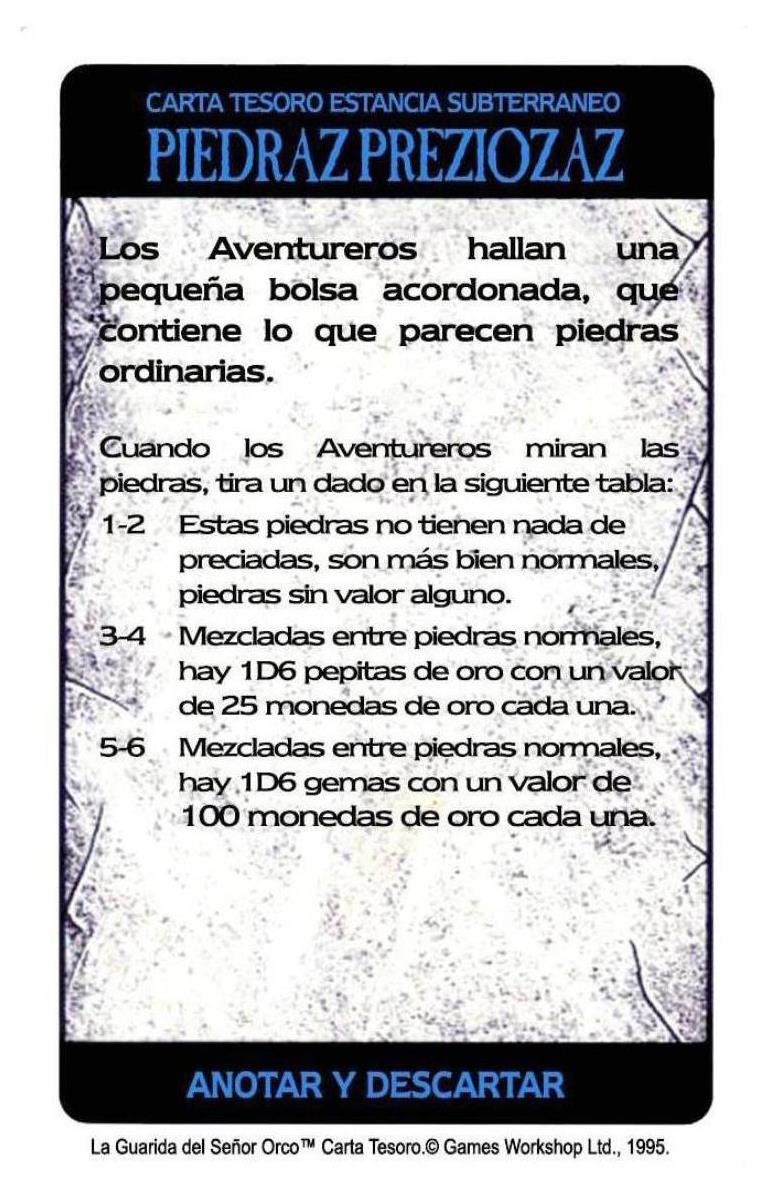 CARTA TESORO ESTANCIA SUBTERRANEO
PIEDRAZ PREZIOZAZ
Los Aventureros hallan una
pequeña bolsa acordonada, que
contiene lo que parecen piedras
ordinarias.
Cuando los Aventureros miran las
piedras, tira un dado en la siguiente tabla:
1-2 Estas piedras no tienen nada de
preciadas, son más bien normales,
piedras sin valor alguno.
3-4 Mezcladas entre piedras normales,
hay 1D6 pepitas de oro con un valor
de 25 monedas de oro cada una.
5-6 Mezcladas entre piedras normales,
hay 1D6 gemas con un valor de
100 monedas de oro cada una.
ANOTAR Y DESCARTAR
La Guarida del Señor Orco™ Carta Tesoro.© Games Workshop Ltd., 1995.